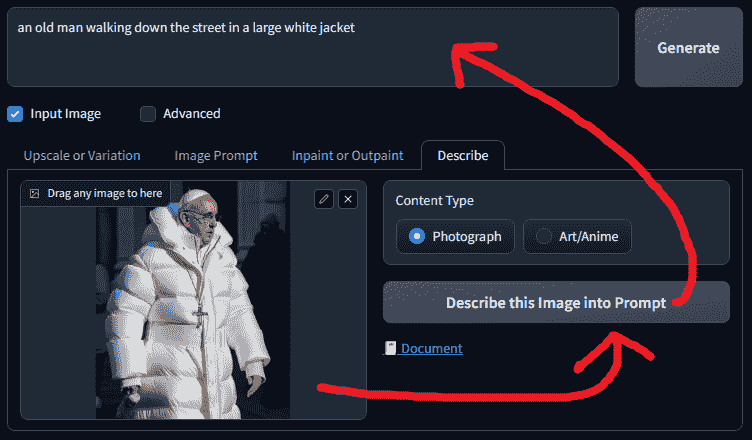 an old man walking down the street in a large white jacket
Generate
Input Image
Advanced
Upscale or Variation
Image Prompt
Inpaint or Outpaint
Describe
Drag any image to here
Content Type
Photograph
Art/Anime
Describe this Image into Prompt
Document